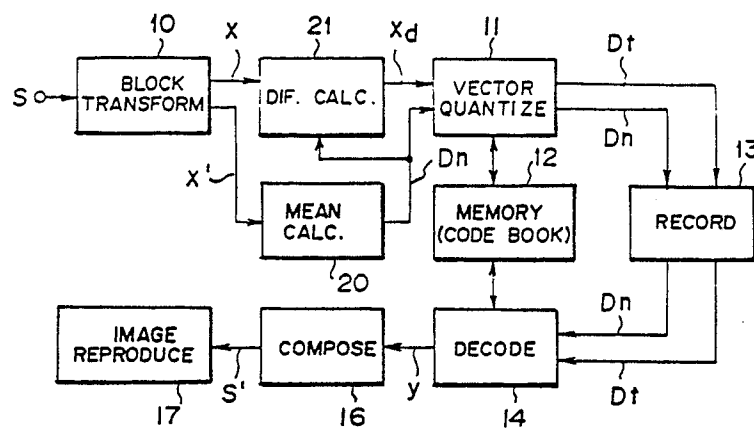 10
X
21
Xd
11
Dt
S
BLOCK
TRANSFORM
DIF. CALC.
VECTOR
QUANTIZE
Dn
X'
Dn
12
13
MEAN
CALC.
20
MEMORY
(CODE BOOK)
RECORD
IMAGE
REPRODUCE
17
S'
COMPOSE
16
y
DECODE
14
Dn
Dt